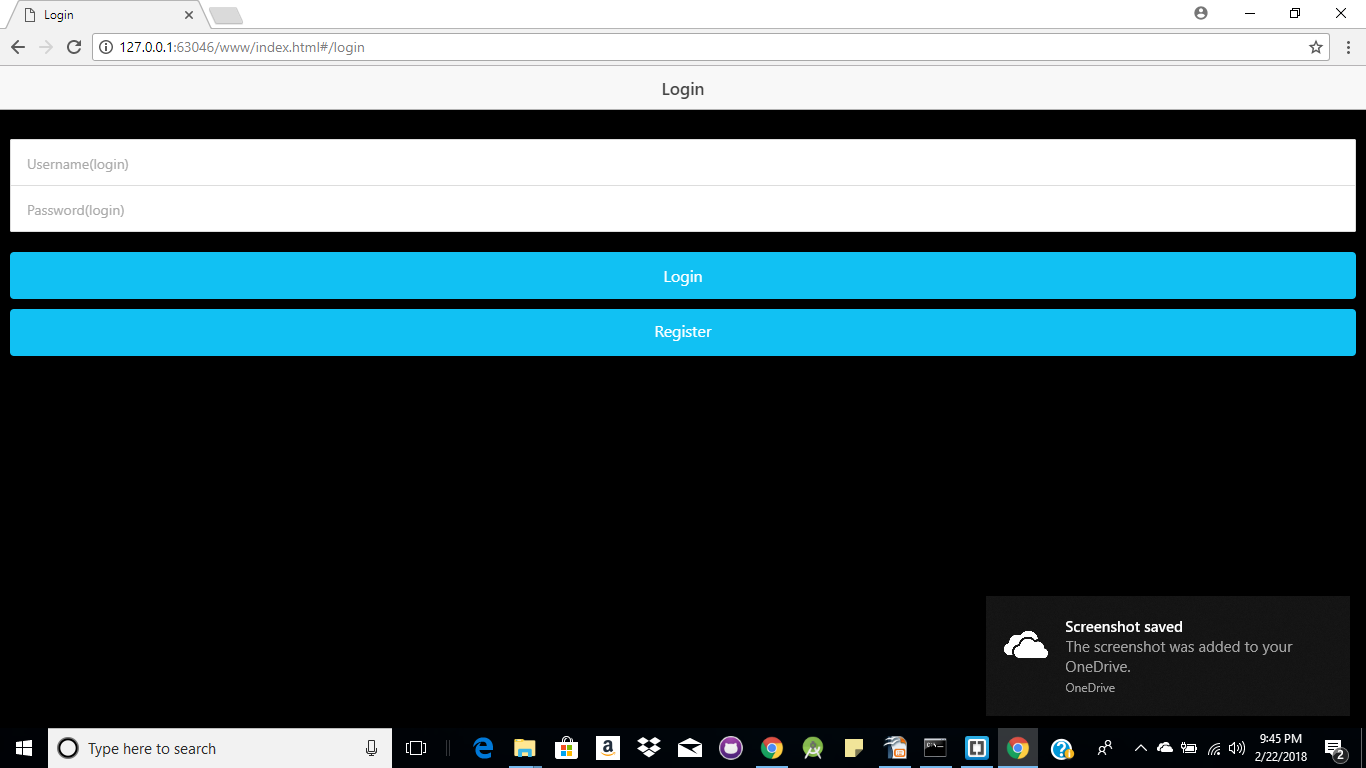 Login
127.0.0.1:63046/www/index.html#/login
Login
Username(login)
Password(login)
Login
Register
Screenshot saved
The screenshot was added to your
OneDrive.
OneDrive
Type here to search
9:45 PM
2/22/2018
2